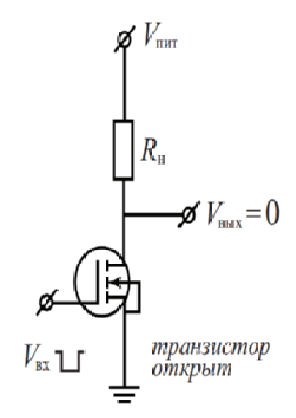 Vпит
Rн
Vвых = 0
Vвх
транзистор
открыт